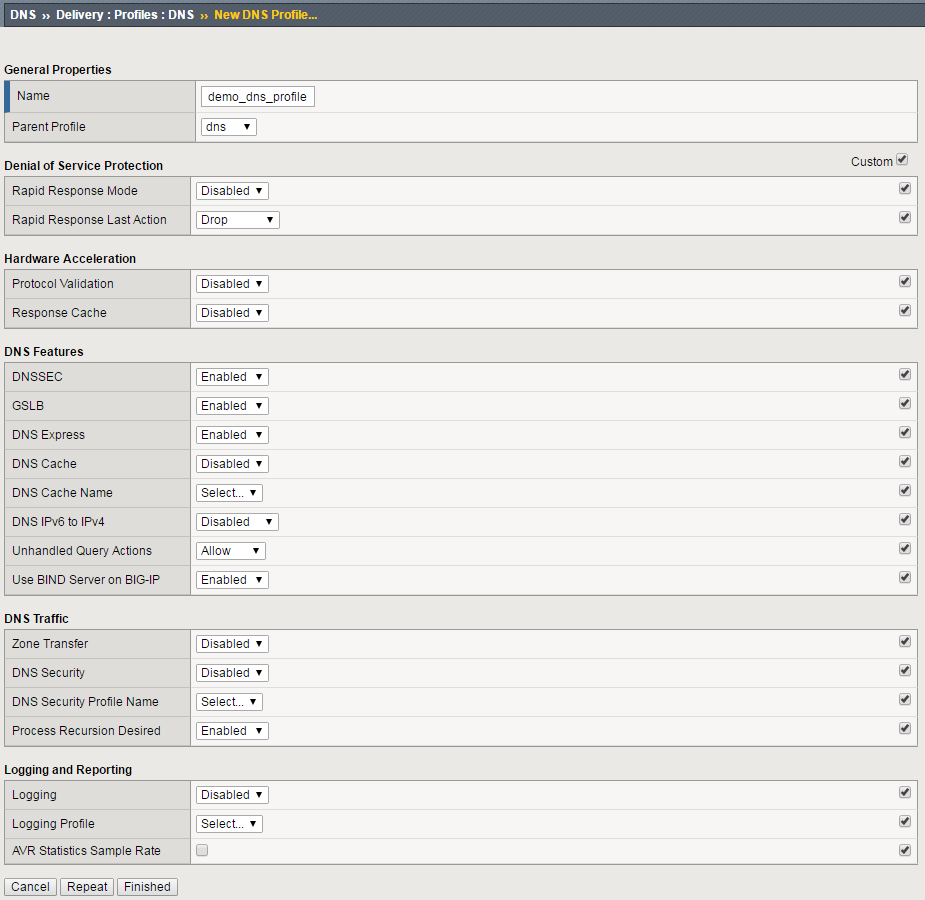 DNS ›› Delivery : Profiles : DNS ›› New DNS Profile...
General Properties
Name demo_dns_profile
Parent Profile dns
Denial of Service Protection Custom
Rapid Response Mode Disabled
Rapid Response Last Action Drop
Hardware Acceleration
Protocol Validation Disabled
Response Cache Disabled
DNS Features
DNSSEC Enabled
GSLB Enabled
DNS Express Enabled
DNS Cache Disabled
DNS Cache Name Select...
DNS IPv6 to IPv4 Disabled
Unhandled Query Actions Allow
Use BIND Server on BIG-IP Enabled
DNS Traffic
Zone Transfer Disabled
DNS Security Disabled
DNS Security Profile Name Select...
Process Recursion Desired Enabled
Logging and Reporting
Logging Disabled
Logging Profile Select...
AVR Statistics Sample Rate
Cancel Repeat Finished